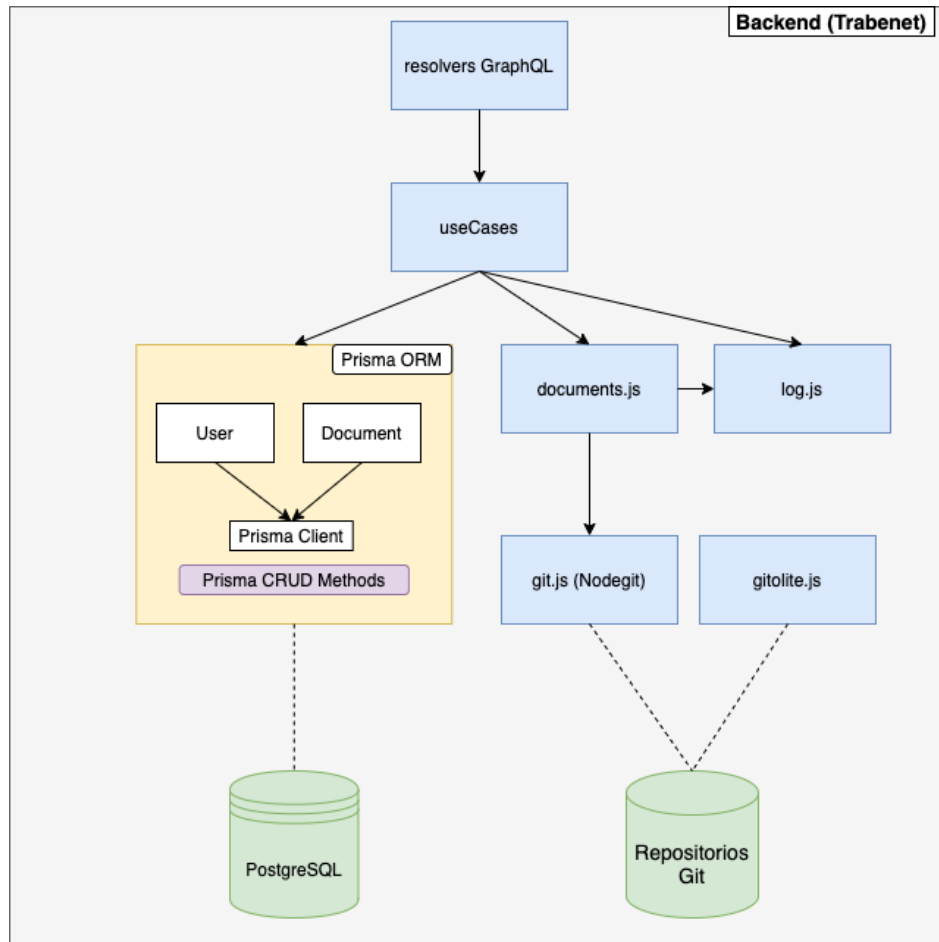 Backend (Trabenet)
resolvers GraphQL
useCases
Prisma ORM
User
Document
Prisma Client
Prisma CRUD Methods
documents.js
log.js
git.js (Nodegit)
gitolite.js
PostgreSQL
Repositorios
Git